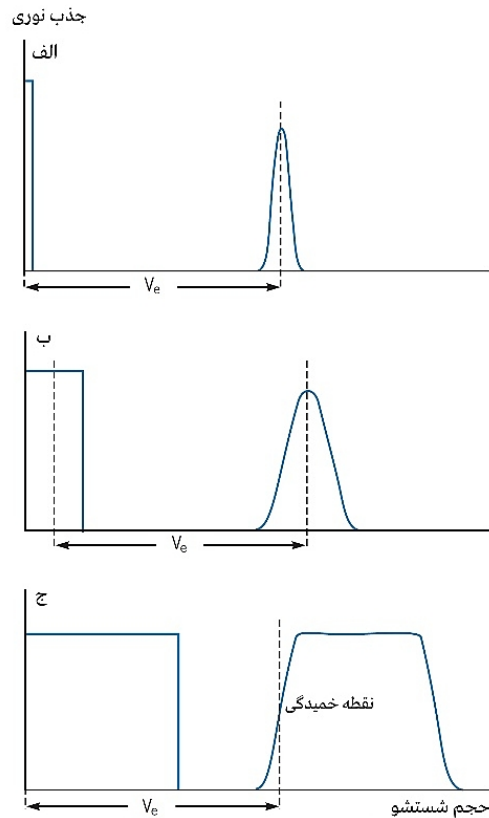 جذب نوری
الف
Ve
ب
Ve
ج
نقطه خمیدگی
Ve
حجم شستشو